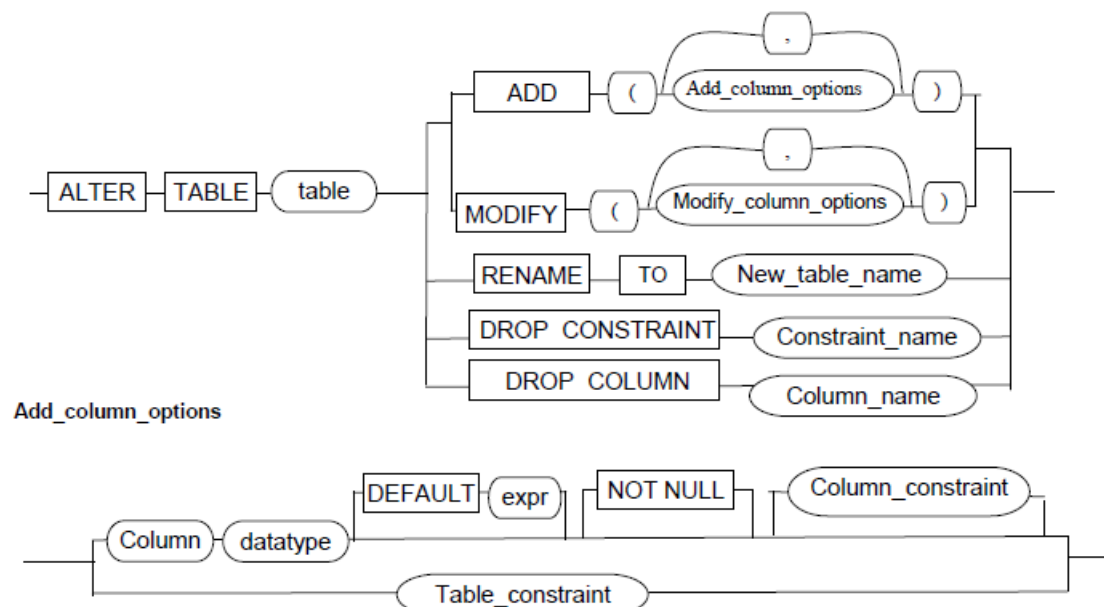 ,
ADD ( Add_column_options )
,
ALTER TABLE table
MODIFY ( Modify_column_options )
RENAME TO New_table_name
DROP CONSTRAINT Constraint_name
DROP COLUMN Column_name
Add_column_options
DEFAULT expr NOT NULL Column_constraint
Column datatype
Table_constraint